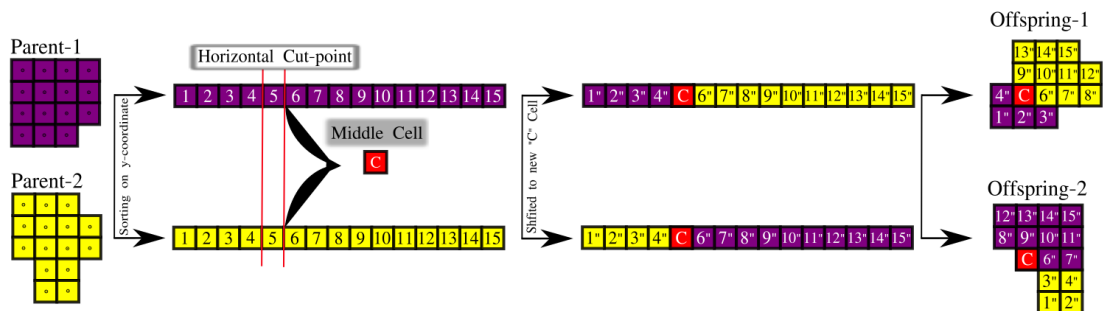 Parent-1
Sorting on y-coordinate
Horizontal Cut-point
1 2 3 4 5 6 7 8 9 10 11 12 13 14 15
Middle Cell
C
Parent-2
1 2 3 4 5 6 7 8 9 10 11 12 13 14 15
Shfited to new "C" Cell
1" 2" 3" 4" C 6" 7" 8" 9" 10" 11" 12" 13" 14" 15"
1" 2" 3" 4" C 6" 7" 8" 9" 10" 11" 12" 13" 14" 15"
Offspring-1
13" 14" 15"
9" 10" 11" 12"
4" C 6" 7" 8"
1" 2" 3"
Offspring-2
12" 13" 14" 15"
8" 9" 10" 11"
C 6" 7"
3" 4"
1" 2"